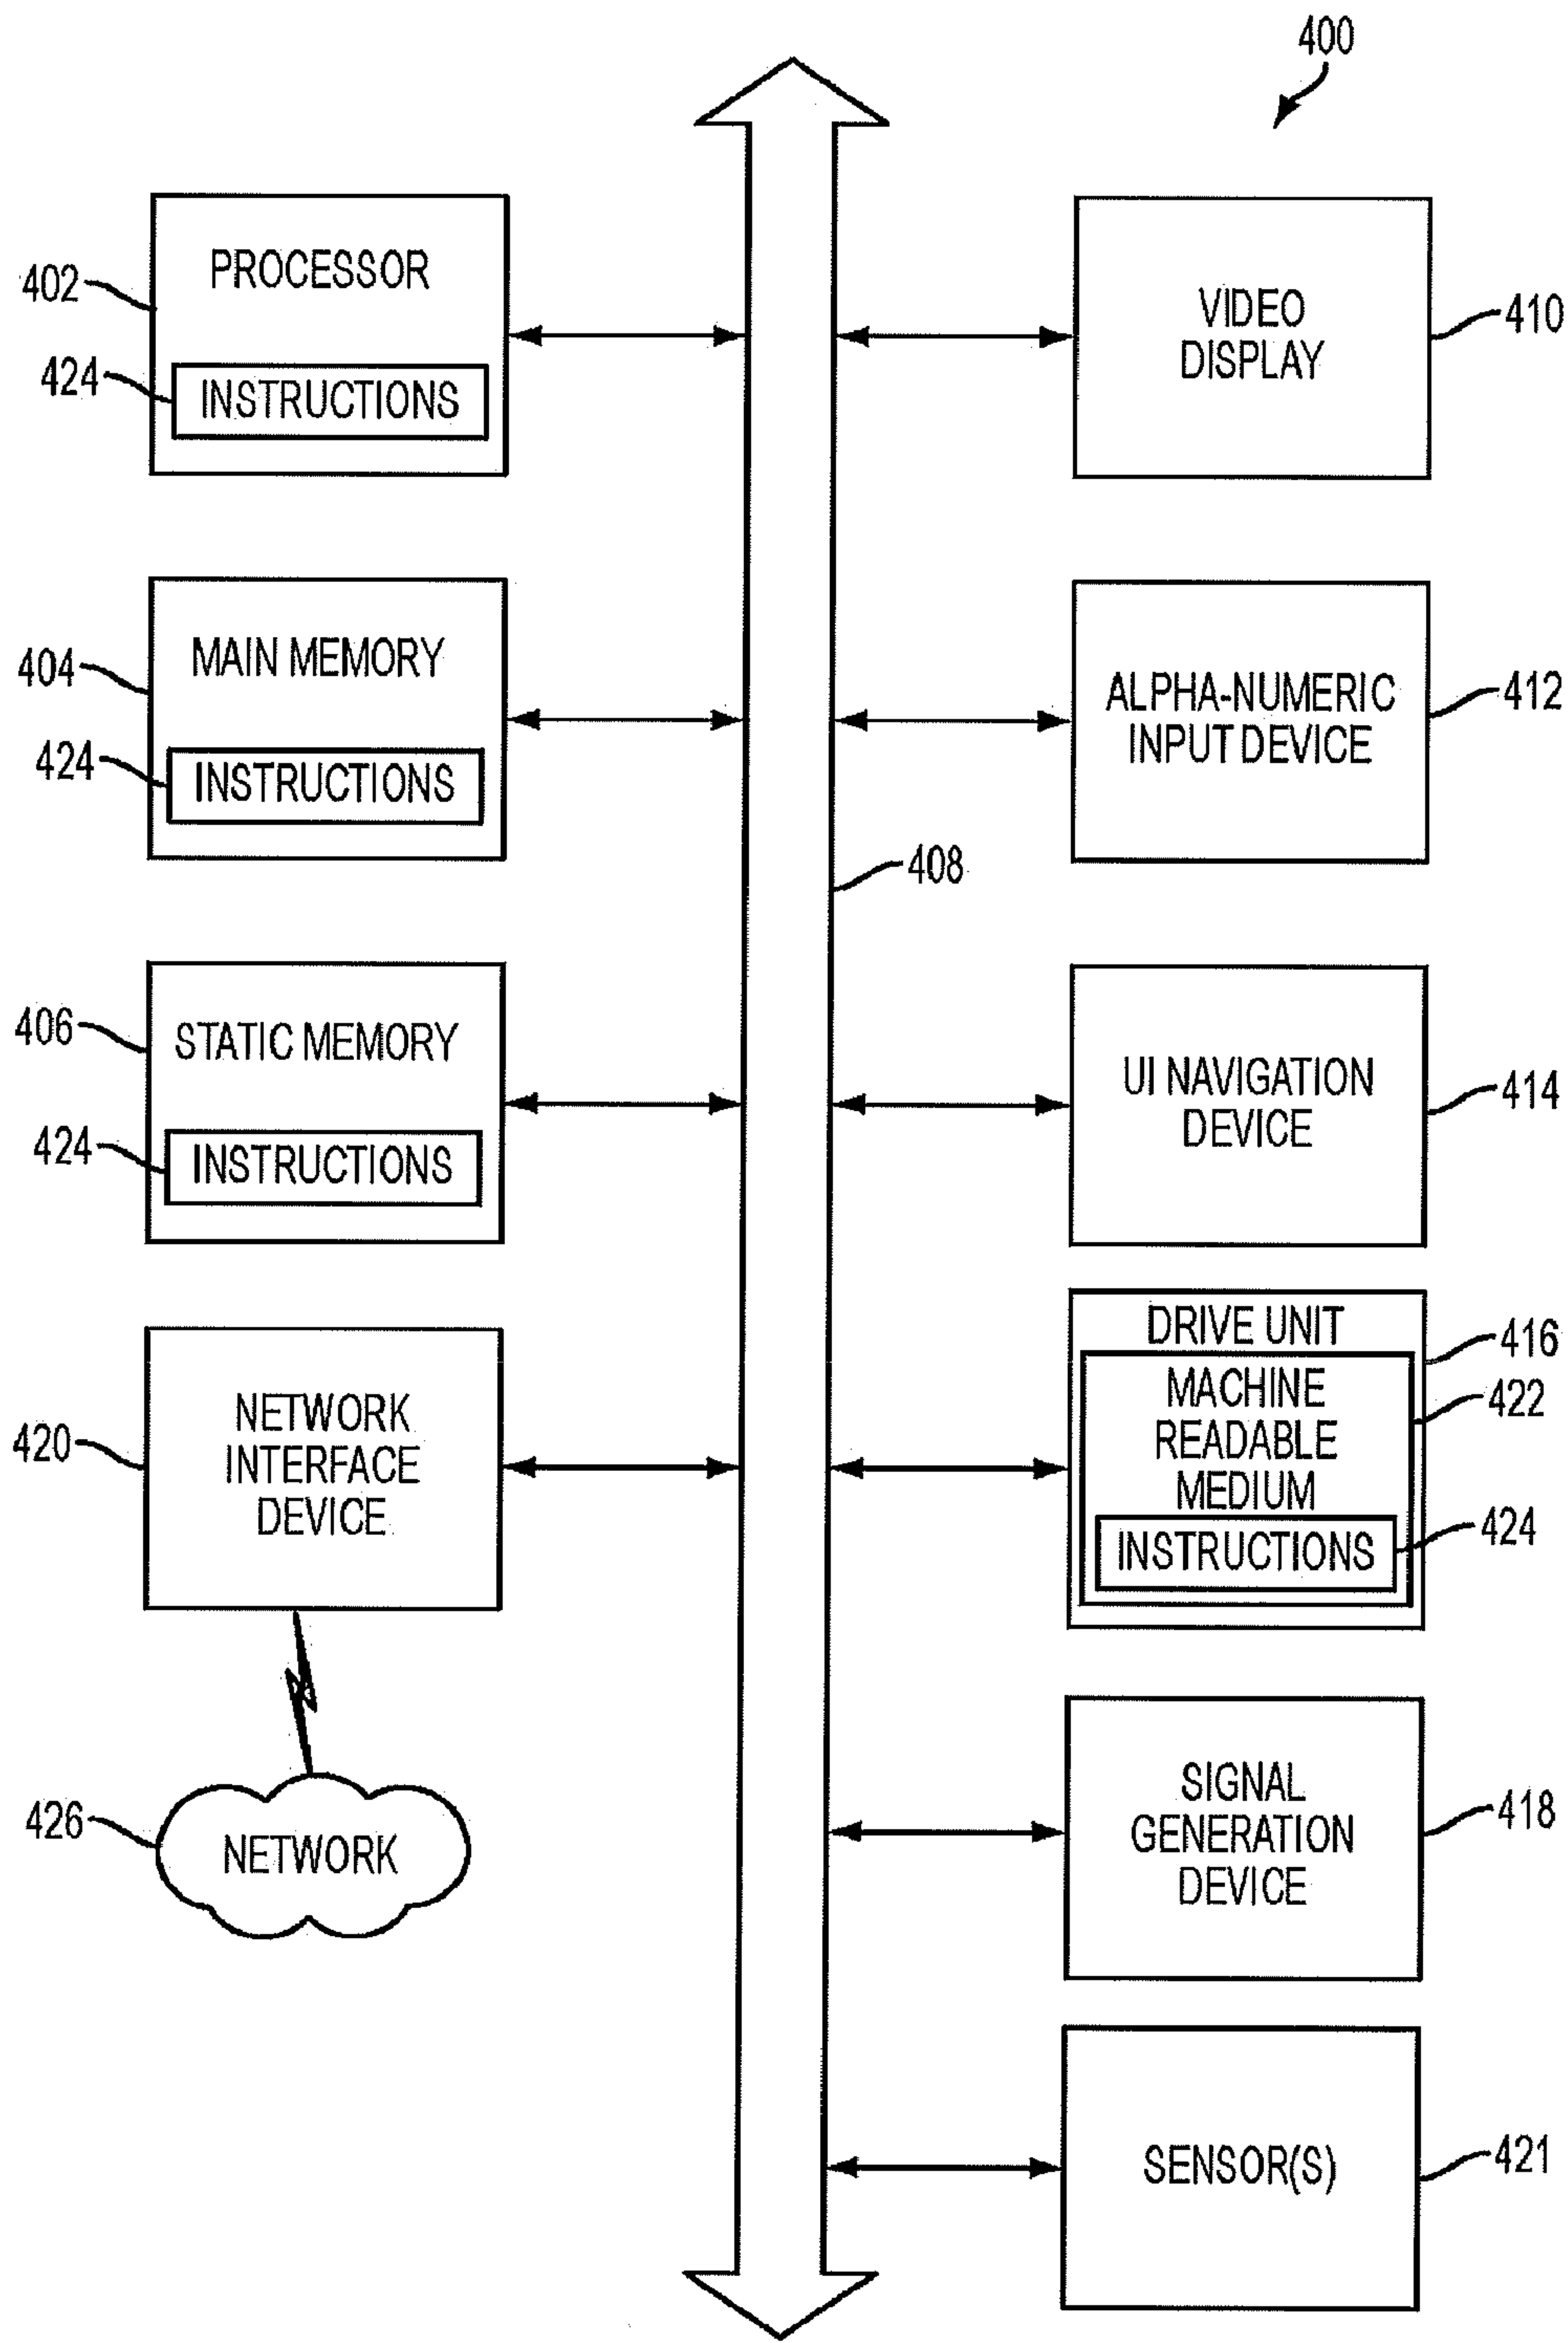 400
PROCESSOR
402
424
INSTRUCTIONS
MAIN MEMORY
404
424
INSTRUCTIONS
STATIC MEMORY
406
424
INSTRUCTIONS
NETWORK
INTERFACE
DEVICE
420
426
NETWORK
408
VIDEO
DISPLAY
410
ALPHA-NUMERIC
INPUT DEVICE
412
UI NAVIGATION
DEVICE
414
DRIVE UNIT
416
MACHINE
READABLE
MEDIUM
422
INSTRUCTIONS
424
SIGNAL
GENERATION
DEVICE
418
SENSOR(S)
421